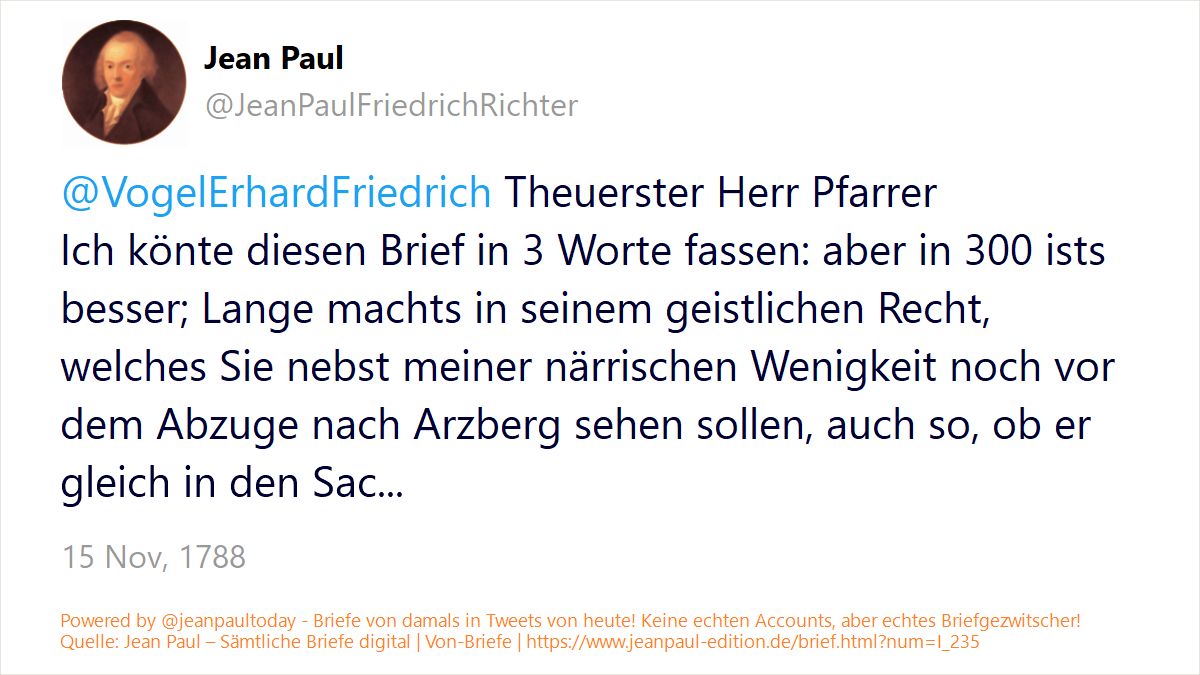 Jean Paul
@JeanPaulFriedrichRichter
@VogelErhardFriedrich Theuerster Herr Pfarrer
Ich könte diesen Brief in 3 Worte fassen: aber in 300 ists
besser; Lange machts in seinem geistlichen Recht,
welches Sie nebst meiner närrischen Wenigkeit noch vor
dem Abzuge nach Arzberg sehen sollen, auch so, ob er
gleich in den Sac...
15 Nov, 1788
Powered by @jeanpaultoday - Briefe von damals in Tweets von heute! Keine echten Accounts, aber echtes Briefgezwitscher!
Quelle: Jean Paul – Sämtliche Briefe digital | Von-Briefe | https://www.jeanpaul-edition.de/brief.html?num=I_235